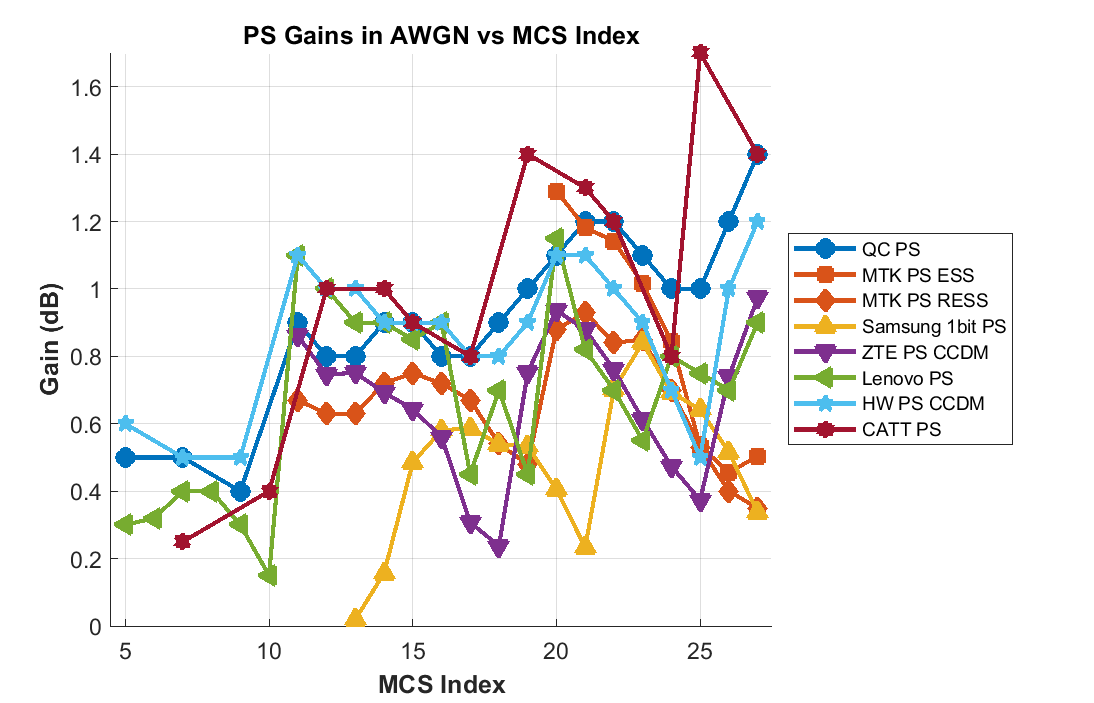 PS Gains in AWGN vs MCS Index
Gain (dB)
1.6
1.4
1.2
1
0.8
0.6
0.4
0.2
0
5 10 15 20 25
MCS Index
QC PS
MTK PS ESS
MTK PS RESS
Samsung 1bit PS
ZTE PS CCDM
Lenovo PS
HW PS CCDM
CATT PS